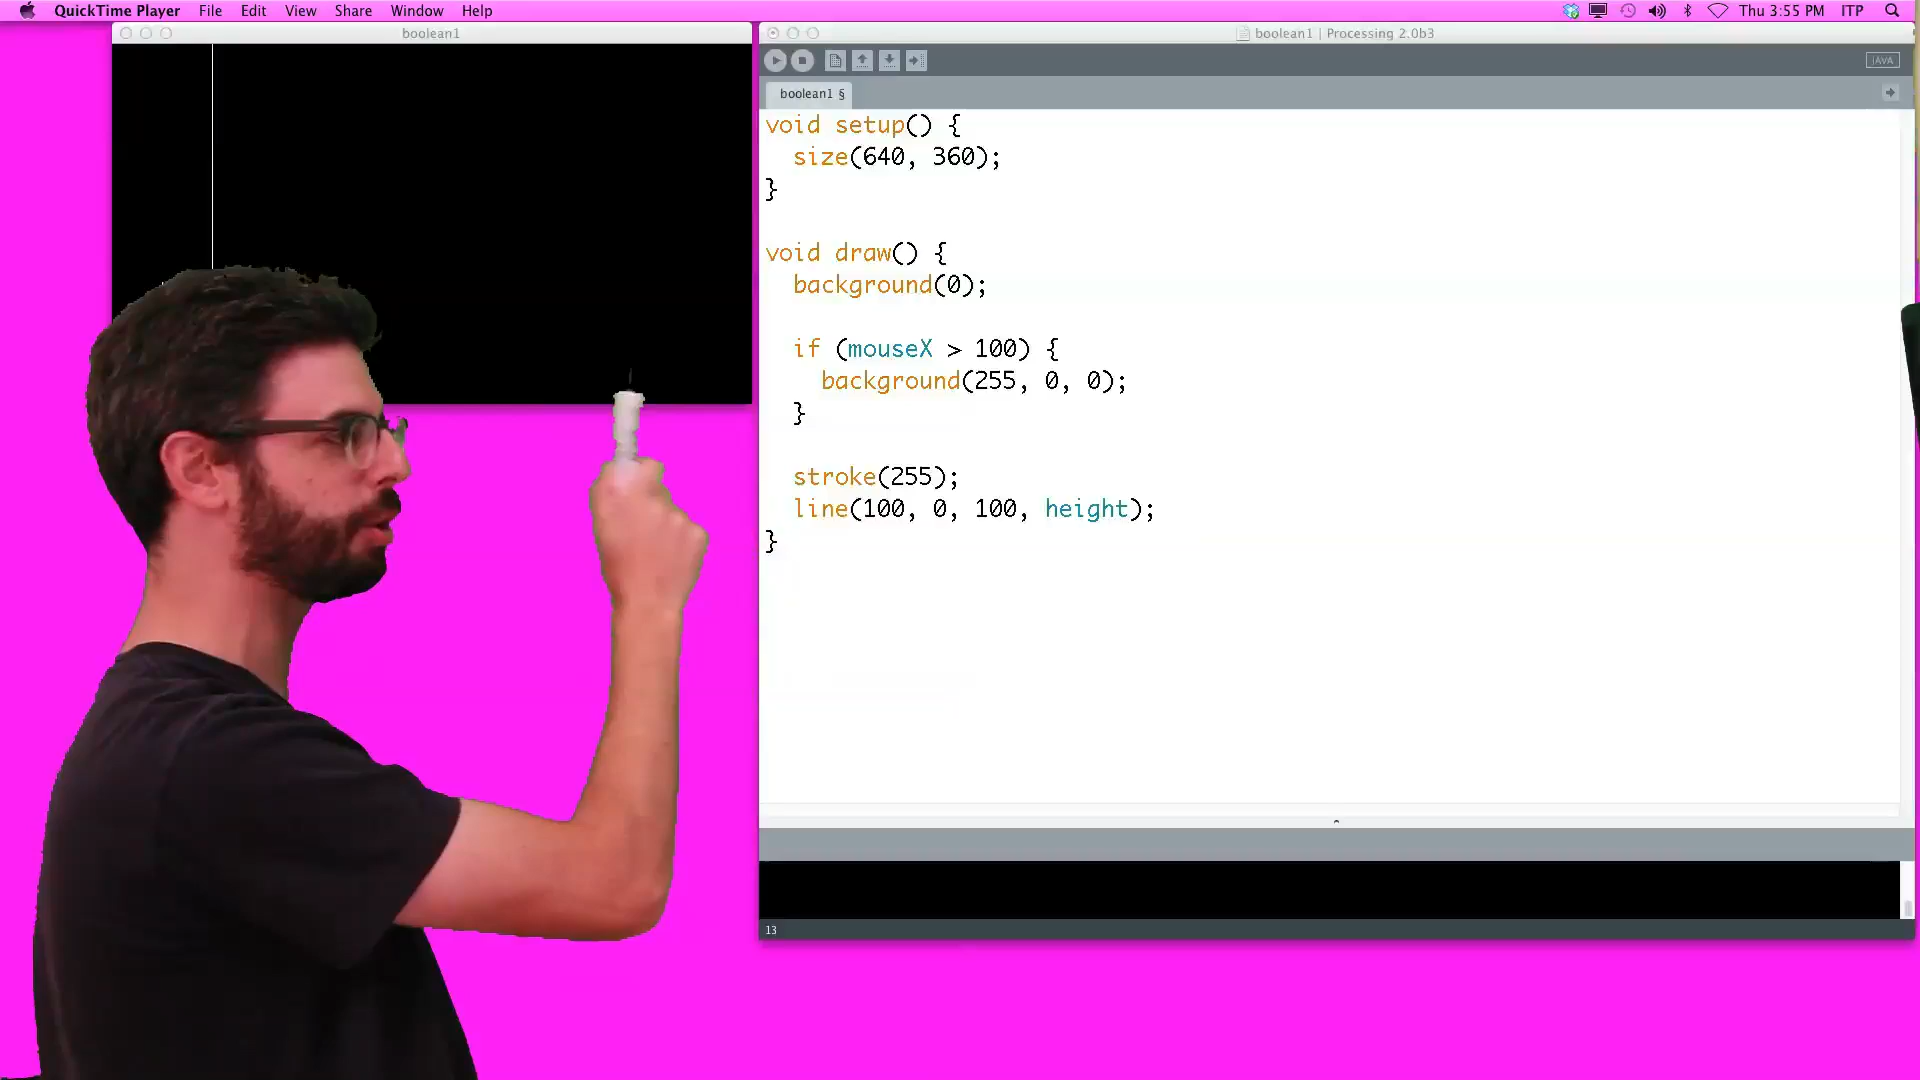 QuickTime Player File Edit View Share Window Help Thu 3:55 PM ITP
boolean1
boolean1 | Processing 2.0b3
JAVA
boolean1 §
void setup() {
  size(640, 360);
}
void draw() {
  background(0);
  if (mouseX > 100) {
    background(255, 0, 0);
  }
  stroke(255);
  line(100, 0, 100, height);
}
13